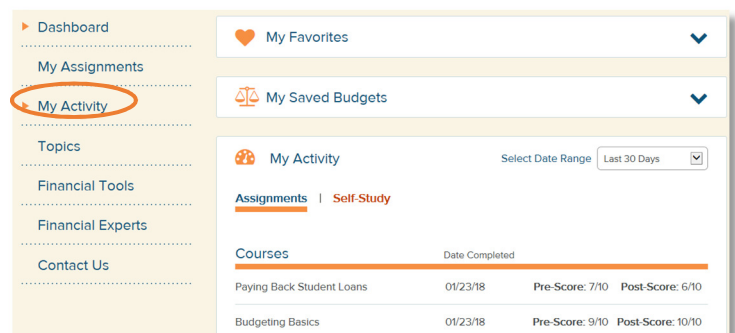 Dashboard
My Assignments
My Activity
Topics
Financial Tools
Financial Experts
Contact Us
My Favorites
My Saved Budgets
My Activity Select Date Range Last 30 Days
Assignments | Self-Study
Courses Date Completed
Paying Back Student Loans 01/23/18 Pre-Score: 7/10 Post-Score: 6/10
Budgeting Basics 01/23/18 Pre-Score: 9/10 Post-Score: 10/10